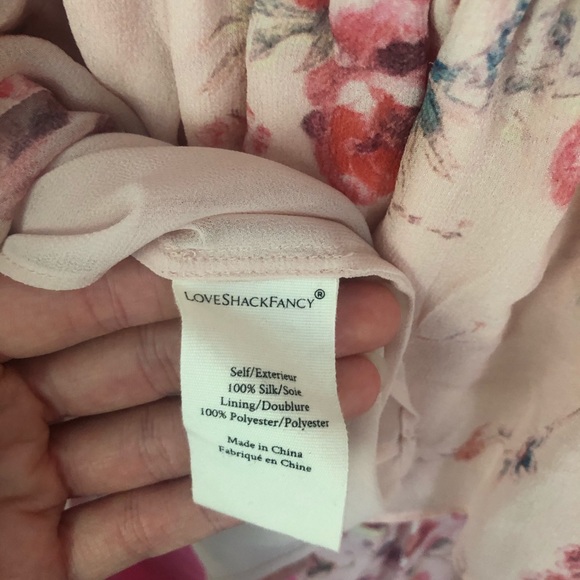 LoveShackFancy®
Self/Exterieur
100% Silk/Soie
Lining/Doublure
100% Polyester/Polyester
Made in China
Fabriqué en Chine